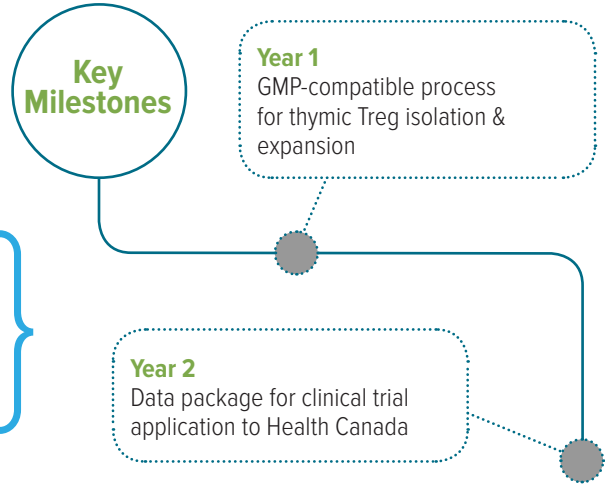 Key
Milestones
Year 1
GMP-compatible process
for thymic Treg isolation &
expansion
Year 2
Data package for clinical trial
application to Health Canada